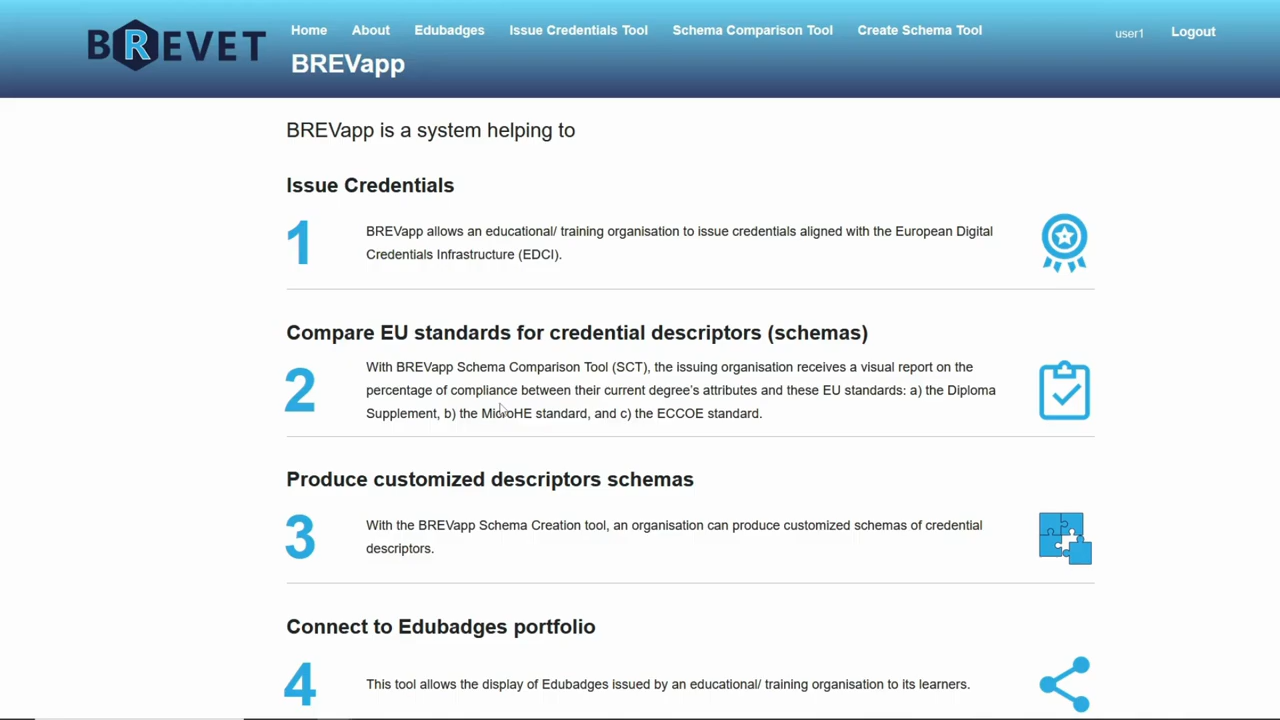 BREVET
Home About Edubadges Issue Credentials Tool Schema Comparison Tool Create Schema Tool
user1 Logout
BREVapp
BREVapp is a system helping to
Issue Credentials
1
BREVapp allows an educational/ training organisation to issue credentials aligned with the European Digital
Credentials Infrastructure (EDCI).
Compare EU standards for credential descriptors (schemas)
2
With BREVapp Schema Comparison Tool (SCT), the issuing organisation receives a visual report on the
percentage of compliance between their current degree's attributes and these EU standards: a) the Diploma
Supplement, b) the MicroHE standard, and c) the ECCOE standard.
Produce customized descriptors schemas
3
With the BREVapp Schema Creation tool, an organisation can produce customized schemas of credential
descriptors.
Connect to Edubadges portfolio
4
This tool allows the display of Edubadges issued by an educational/ training organisation to its learners.